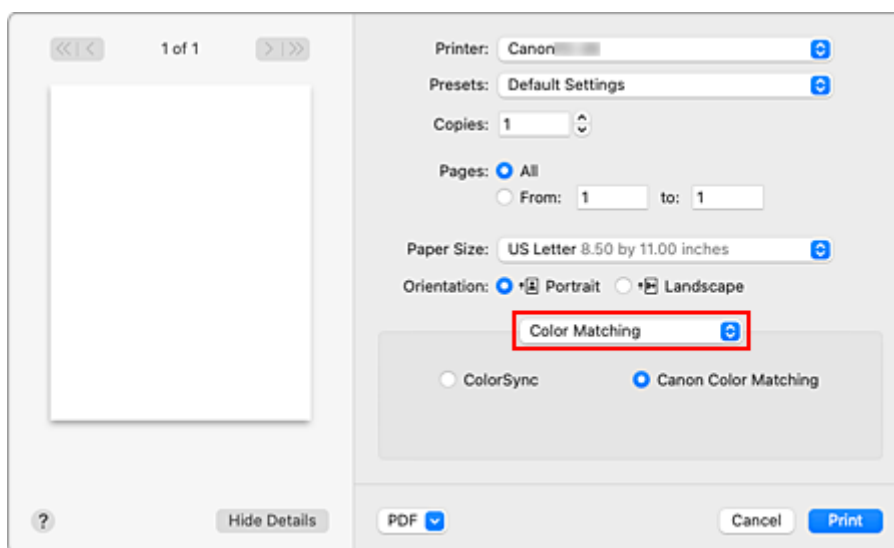 1 of 1
Printer: Canon
Presets: Default Settings
Copies: 1
Pages: All
From: 1 to: 1
Paper Size: US Letter 8.50 by 11.00 inches
Orientation: Portrait Landscape
Color Matching
ColorSync Canon Color Matching
? Hide Details PDF Cancel Print